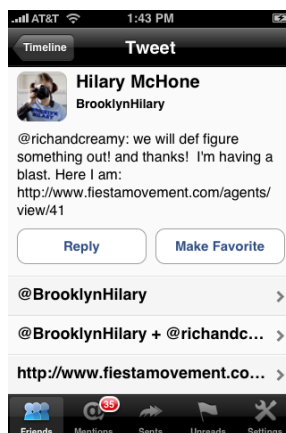 AT&T 1:43 PM
Timeline Tweet
Hilary McHone
BrooklynHilary
@richandcreamy: we will def figure
something out! and thanks! I'm having a
blast. Here I am:
http://www.fiestamovement.com/agents/
view/41
Reply Make Favorite
@BrooklynHilary
@BrooklynHilary + @richandc...
http://www.fiestamovement.co...
35
Friends Mentions Sents Unreads Settings